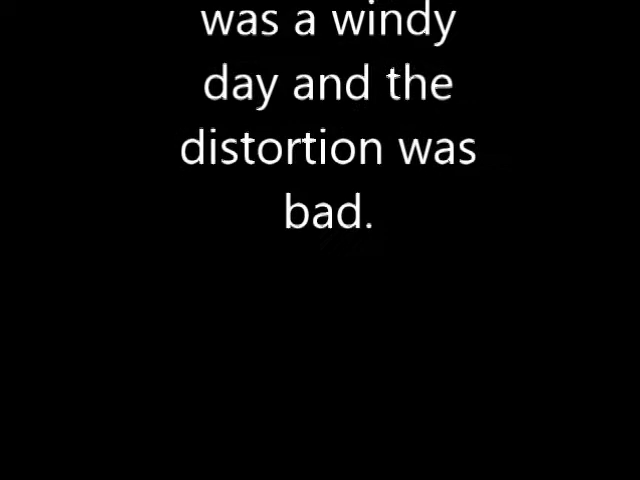 was a windy
day and the
distortion was
bad.